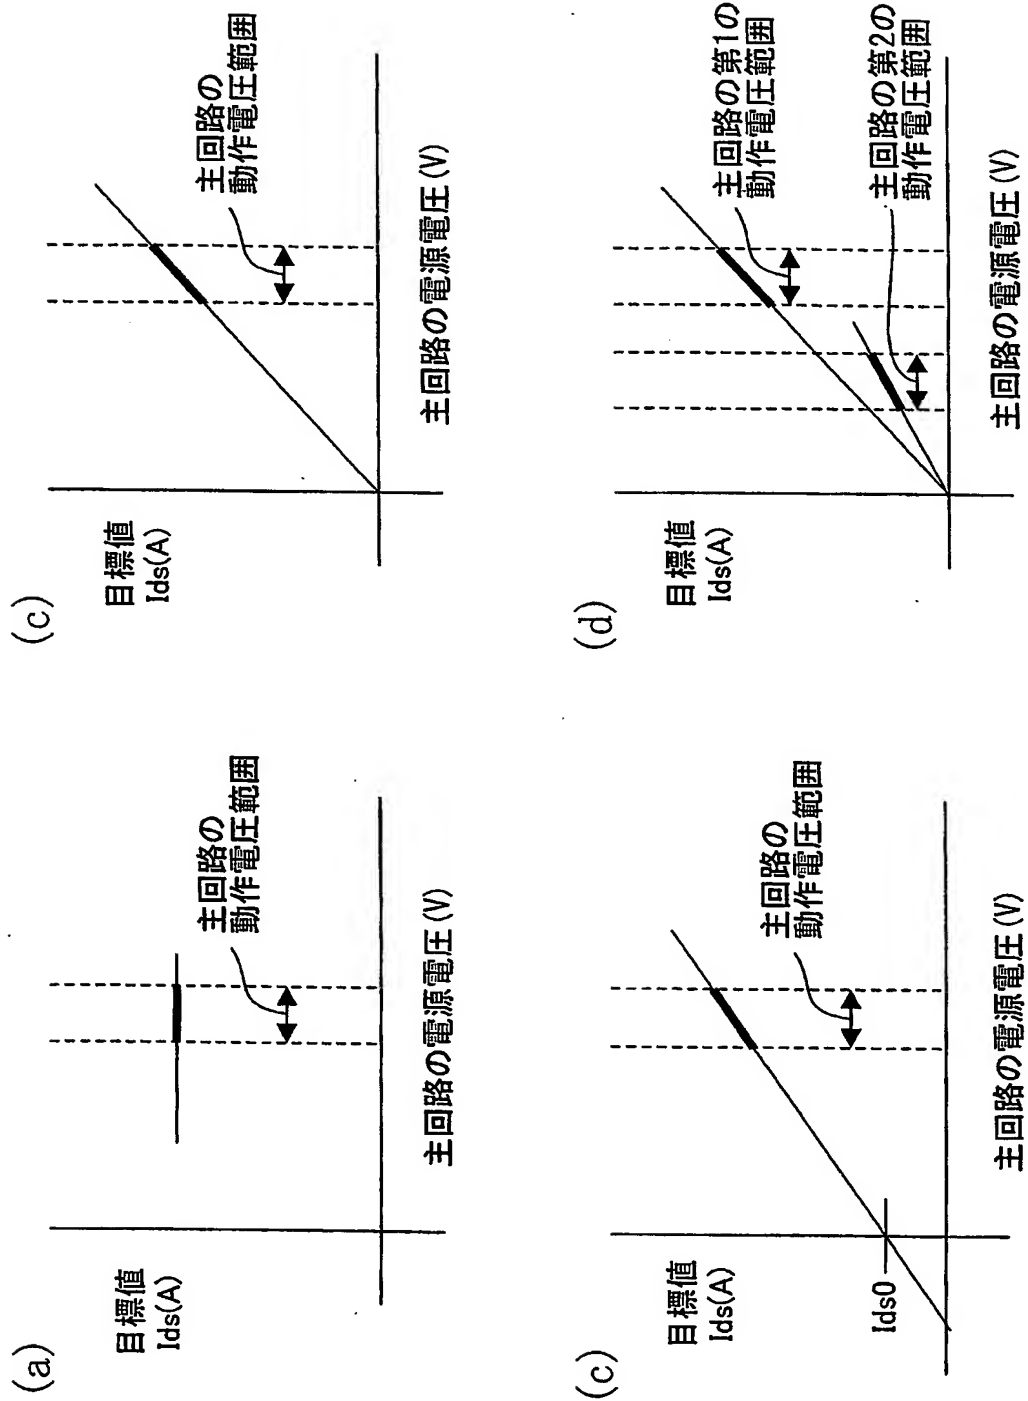 (a)
目標値
Ids(A)
主回路の
動作電圧範囲
主回路の電源電圧(V)
(c)
目標値
Ids(A)
主回路の
動作電圧範囲
主回路の電源電圧(V)
(c)
目標値
Ids(A)
Ids0
主回路の
動作電圧範囲
主回路の電源電圧(V)
(d)
目標値
Ids(A)
主回路の第1の
動作電圧範囲
主回路の第2の
動作電圧範囲
主回路の電源電圧(V)